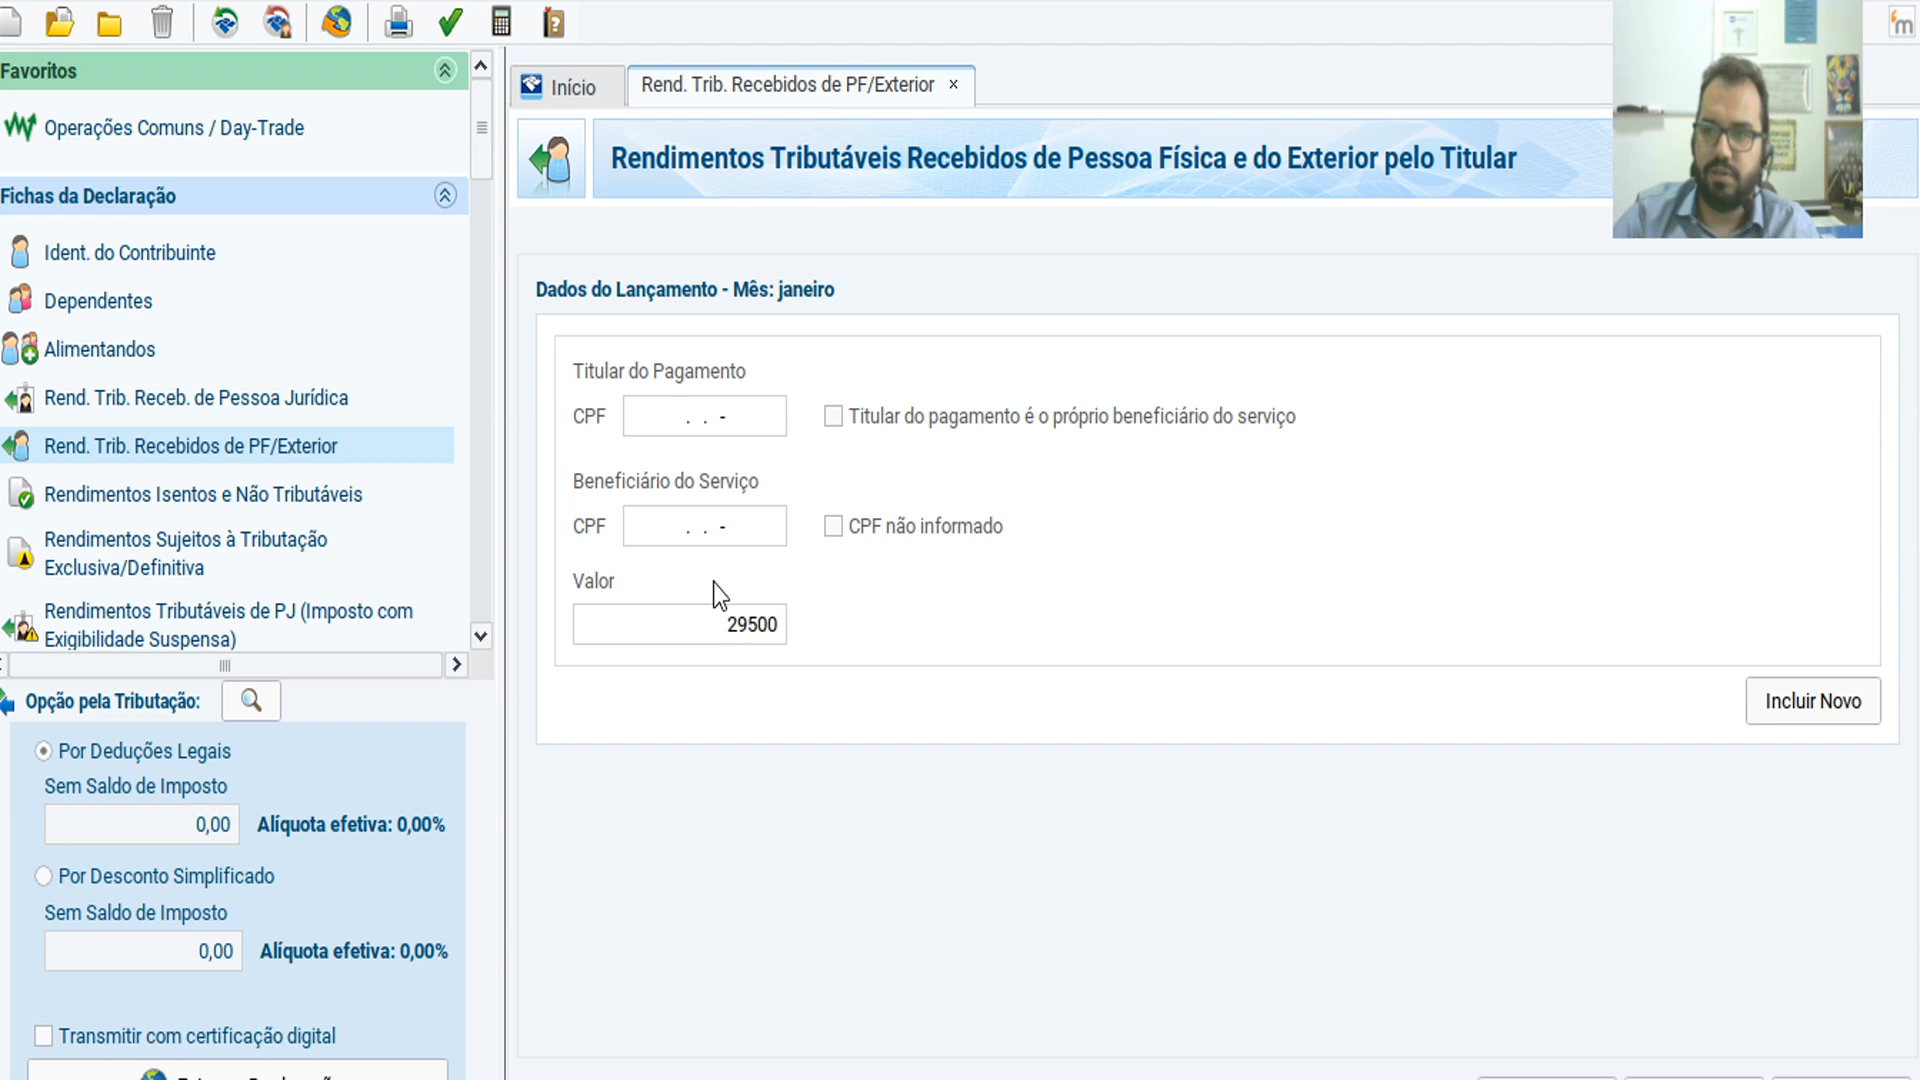 Favoritos
Operações Comuns / Day-Trade
Fichas da Declaração
Ident. do Contribuinte
Dependentes
Alimentandos
Rend. Trib. Receb. de Pessoa Jurídica
Rend. Trib. Recebidos de PF/Exterior
Rendimentos Isentos e Não Tributáveis
Rendimentos Sujeitos à Tributação
Exclusiva/Definitiva
Rendimentos Tributáveis de PJ (Imposto com
Exigibilidade Suspensa)
Opção pela Tributação:
Por Deduções Legais
Sem Saldo de Imposto
0,00 Alíquota efetiva: 0,00%
Por Desconto Simplificado
Sem Saldo de Imposto
0,00 Alíquota efetiva: 0,00%
Transmitir com certificação digital
Início
Rend. Trib. Recebidos de PF/Exterior ×
Rendimentos Tributáveis Recebidos de Pessoa Física e do Exterior pelo Titular
Dados do Lançamento - Mês: janeiro
Titular do Pagamento
CPF . . - Titular do pagamento é o próprio beneficiário do serviço
Beneficiário do Serviço
CPF . . - CPF não informado
Valor
29500
Incluir Novo
m